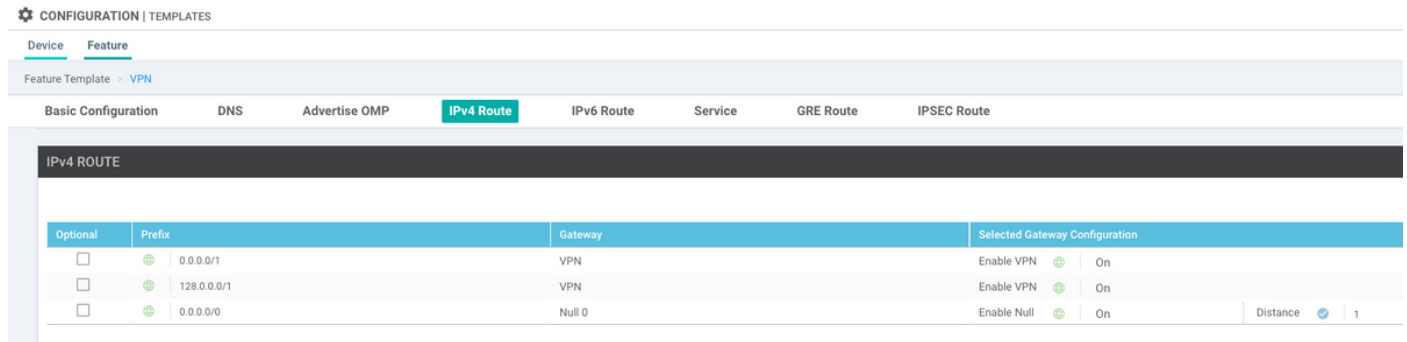 CONFIGURATION | TEMPLATES
Device Feature
Feature Template > VPN
Basic Configuration DNS Advertise OMP IPv4 Route IPv6 Route Service GRE Route IPSEC Route
IPv4 ROUTE
Optional Prefix Gateway Selected Gateway Configuration
0.0.0.0/1 VPN Enable VPN On
128.0.0.0/1 VPN Enable VPN On
0.0.0.0/0 Null 0 Enable Null On Distance 1